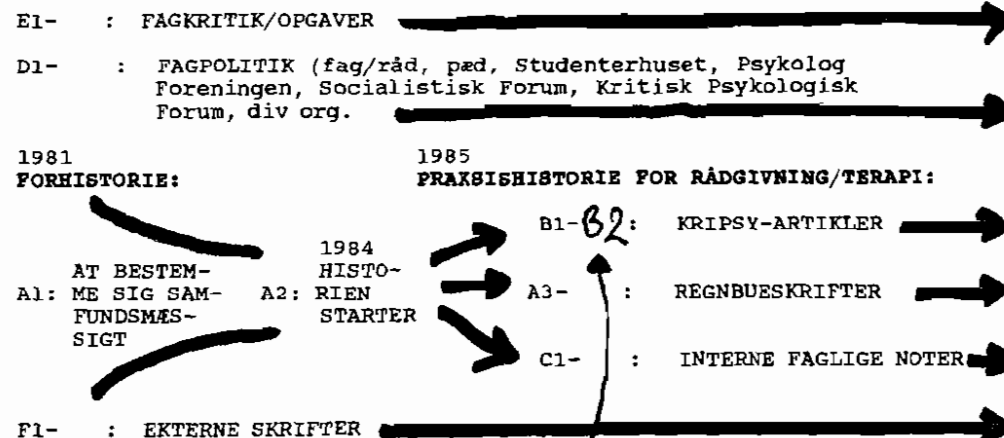 E1- : FAGKRITIK/OPGAVER
D1- : FAGPOLITIK (fag/råd, pæd, Studenterhuset, Psykolog
Foreningen, Socialistisk Forum, Kritisk Psykologisk
Forum, div org.
1981
FORHISTORIE:
1985
PRAKSISHISTORIE FOR RÅDGIVNING/TERAPI:
B1-B2: KRIPSY-ARTIKLER
1984
HISTO-
AT BESTEM-
A1: ME SIG SAM-
FUNDSMÆS-
SIGT
A2: RIEN
STARTER
A3- : REGNBUESKRIFTER
C1- : INTERNE FAGLIGE NOTER
F1- : EKTERNE SKRIFTER